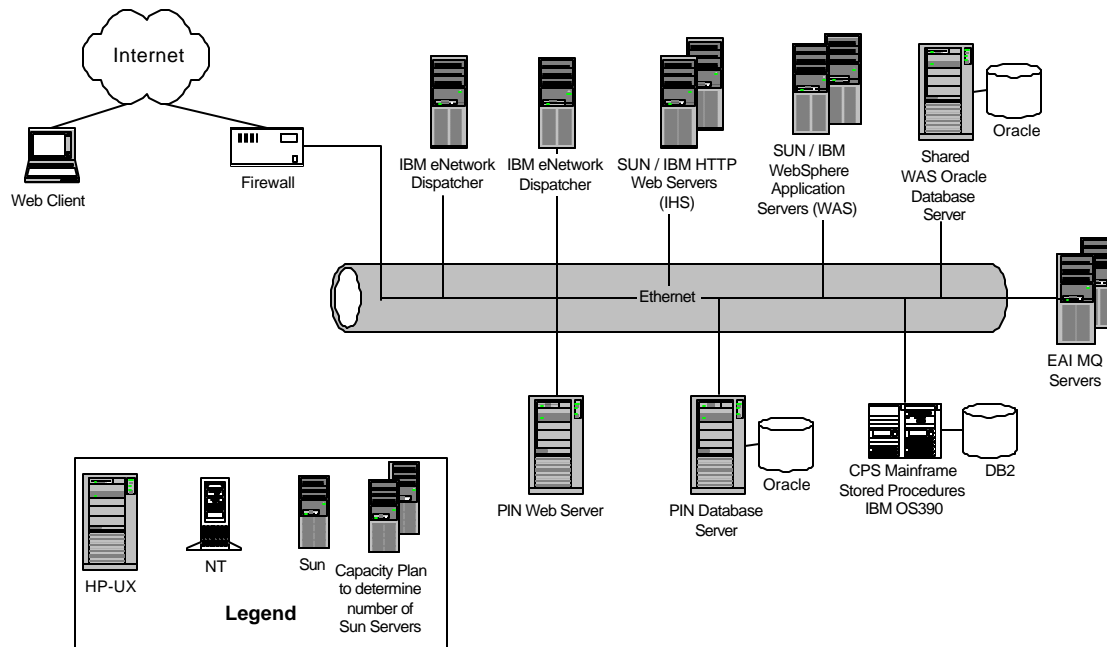 Internet
Web Client
Firewall
IBM eNetwork
Dispatcher
IBM eNetwork
Dispatcher
SUN / IBM HTTP
Web Servers
(IHS)
SUN / IBM
WebSphere
Application
Servers (WAS)
Shared
WAS Oracle
Database
Server
Oracle
Ethernet
EAI MQ
Servers
PIN Web Server
PIN Database
Server
Oracle
CPS Mainframe
Stored Procedures
IBM OS390
DB2
HP-UX
NT
Sun
Capacity Plan
to determine
number of
Sun Servers
Legend